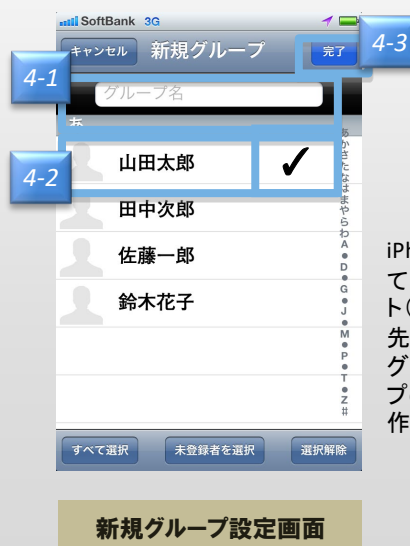 SoftBank 3G
キャンセル 新規グループ 完了
4-3
4-1
グループ名
あ
4-2
山田太郎 ✓
田中次郎
佐藤一郎
鈴木花子
あ
か
さ
た
な
は
ま
や
ら
わ
A
●
D
●
G
●
J
●
M
●
P
●
T
●
Z
#
iPh
て
ト(
先
グ
プ
作
すべて選択 未登録者を選択 選択解除
新規グループ設定画面